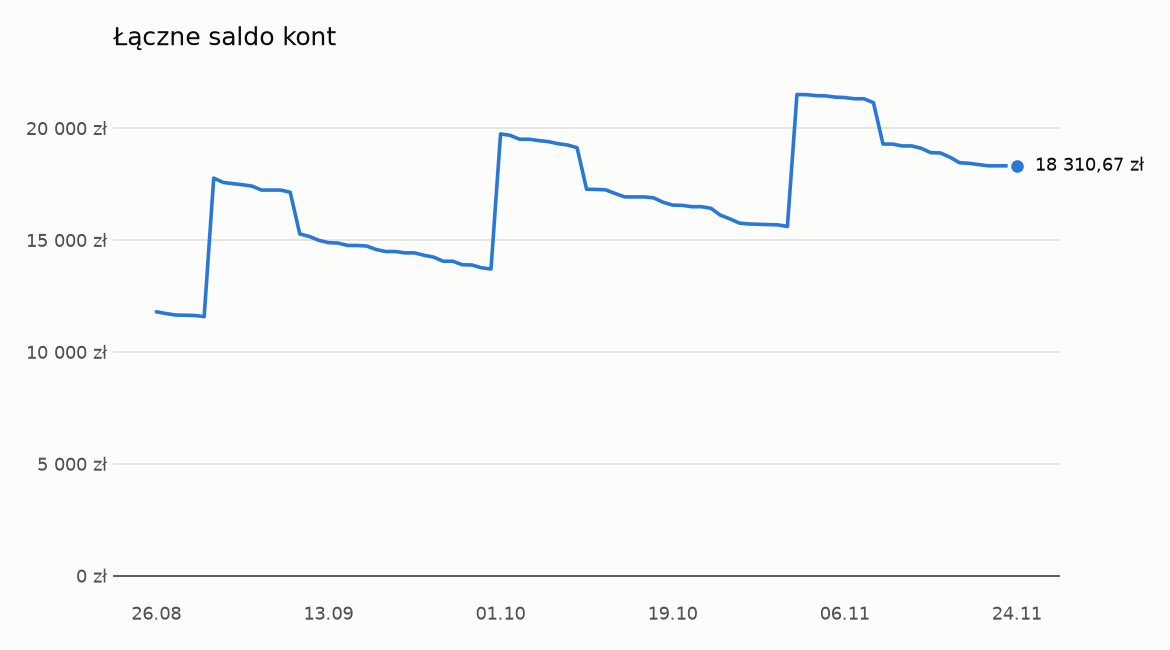 Łączne saldo kont
20 000 zł
18 310,67 zł
15 000 zł
10 000 zł
5 000 zł
0 zł
26.08 13.09 01.10 19.10 06.11 24.11